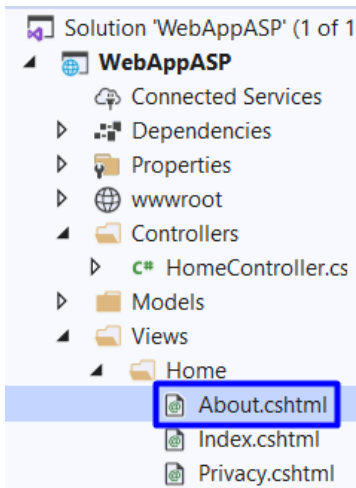 Solution 'WebAppASP' (1 of 1
WebAppASP
Connected Services
Dependencies
Properties
wwwroot
Controllers
C# HomeController.cs
Models
Views
Home
About.cshtml
Index.cshtml
Privacy.cshtml